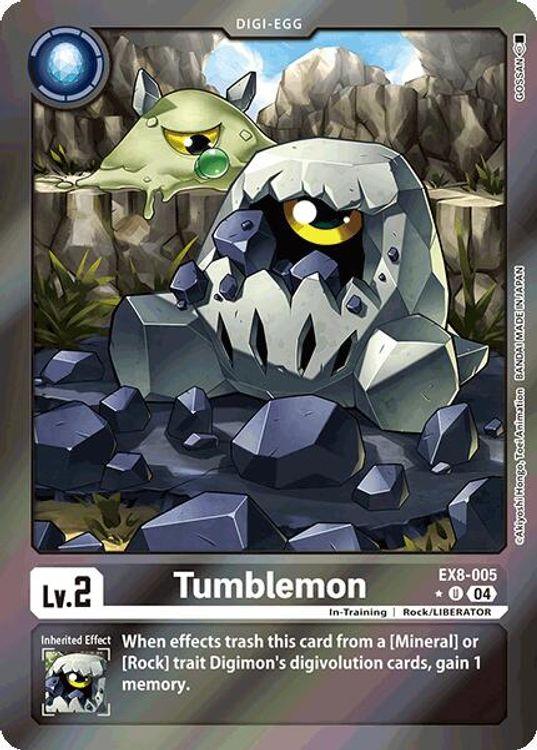 DIGI-EGG
GOSSAN
©Akiyoshi Hongo, Toei Animation BANDAI MADE IN JAPAN
Lv.2
Tumblemon
EX8-005
U 04
In-Training | Rock/LIBERATOR
Inherited Effect
When effects trash this card from a [Mineral] or
[Rock] trait Digimon's digivolution cards, gain 1
memory.